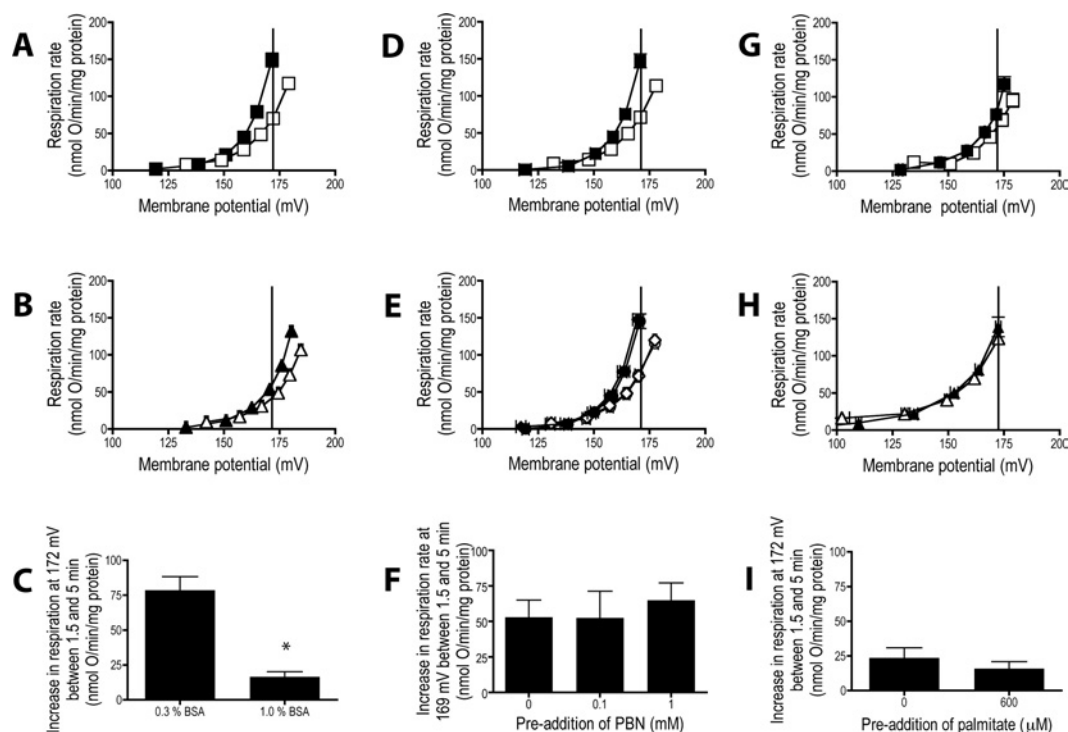 A
Respiration rate
(nmol O/min/mg protein)
200
150
100
50
0
100
125
150
175
200
Membrane potential (mV)
D
Respiration rate
(nmol O/min/mg protein)
200
150
100
50
0
100
125
150
175
200
Membrane potential (mV)
G
Respiration rate
(nmol O/min/mg protein)
200
150
100
50
0
100
125
150
175
200
Membrane potential (mV)
B
Respiration rate
(nmol O/min/mg protein)
200
150
100
50
0
100
125
150
175
200
Membrane potential (mV)
E
Respiration rate
(nmol O/min/mg protein)
200
150
100
50
0
100
125
150
175
200
Membrane potential (mV)
H
Respiration rate
(nmol O/min/mg protein)
200
150
100
50
0
100
125
150
175
200
Membrane potential (mV)
C
Increase in respiration at 172 mV
between 1.5 and 5 min
(nmol O/min/mg protein)
100
75
50
25
0
*
0.3 % BSA
1.0 % BSA
F
Increase in respiration rate at
169 mV between 1.5 and 5 min
(nmol O/min/mg protein)
100
75
50
25
0
0
0.1
1
Pre-addition of PBN (mM)
I
Increase in respiration at 172 mV
between 1.5 and 5 min
(nmol O/min/mg protein)
100
75
50
25
0
0
600
Pre-addition of palmitate (μM)